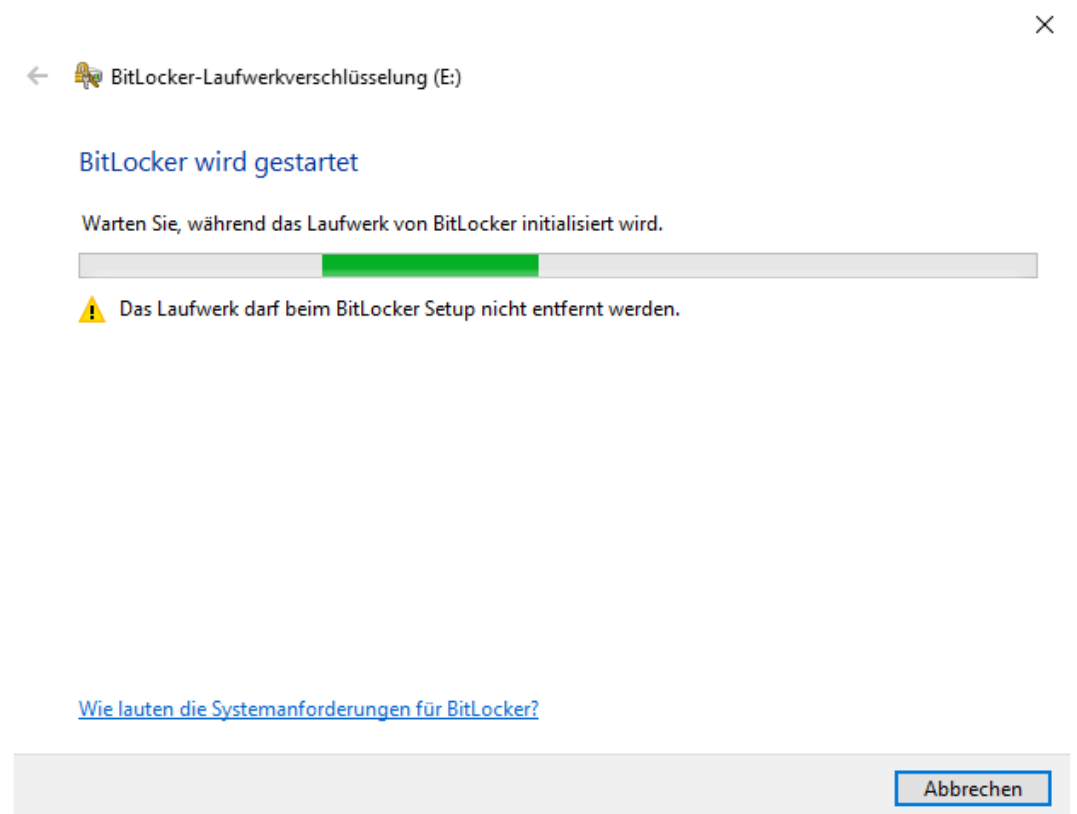 BitLocker-Laufwerkverschlüsselung (E:)
BitLocker wird gestartet
Warten Sie, während das Laufwerk von BitLocker initialisiert wird.
Das Laufwerk darf beim BitLocker Setup nicht entfernt werden.
Wie lauten die Systemanforderungen für BitLocker?
Abbrechen